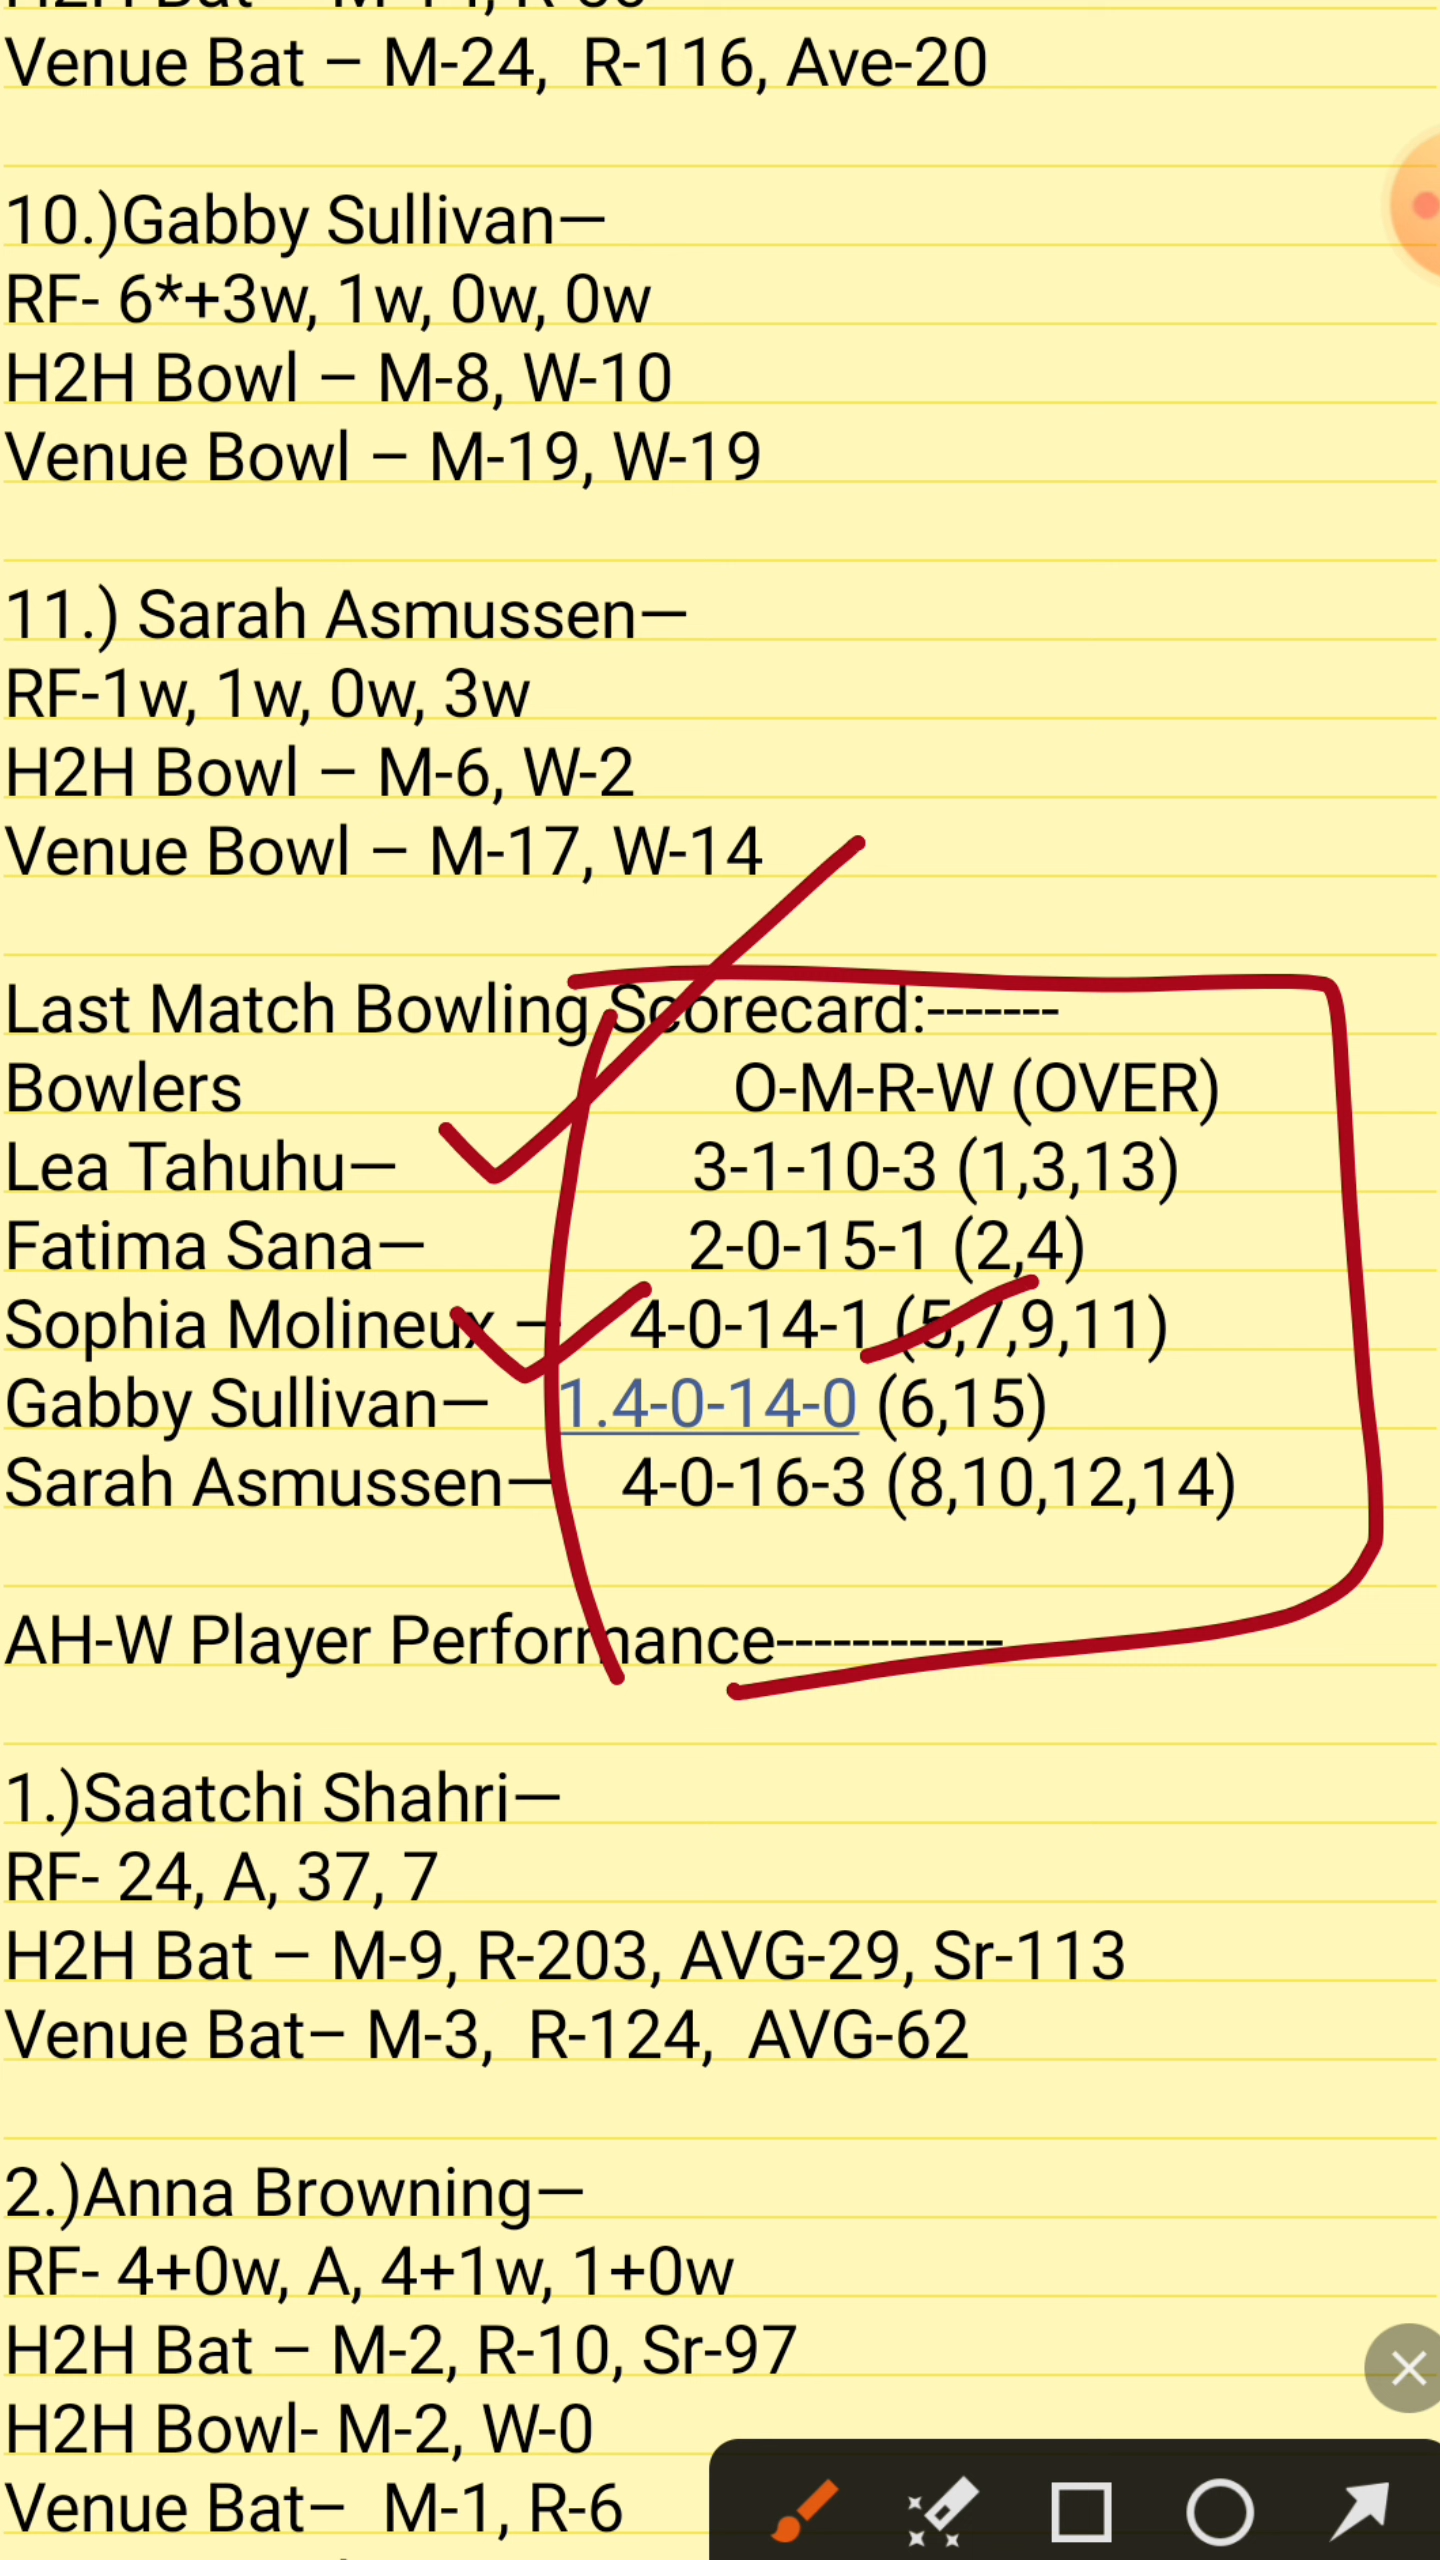 Venue Bat – M-24, R-116, Ave-20
10.)Gabby Sullivan—
RF- 6*+3w, 1w, 0w, 0w
H2H Bowl – M-8, W-10
Venue Bowl – M-19, W-19
11.) Sarah Asmussen—
RF-1w, 1w, 0w, 3w
H2H Bowl – M-6, W-2
Venue Bowl – M-17, W-14
Last Match Bowling Scorecard:-------
Bowlers O-M-R-W (OVER)
Lea Tahuhu— 3-1-10-3 (1,3,13)
Fatima Sana— 2-0-15-1 (2,4)
Sophia Molineux – 4-0-14-1 (5,7,9,11)
Gabby Sullivan— 1.4-0-14-0 (6,15)
Sarah Asmussen— 4-0-16-3 (8,10,12,14)
AH-W Player Performance------------
1.)Saatchi Shahri—
RF- 24, A, 37, 7
H2H Bat – M-9, R-203, AVG-29, Sr-113
Venue Bat– M-3, R-124, AVG-62
2.)Anna Browning—
RF- 4+0w, A, 4+1w, 1+0w
H2H Bat – M-2, R-10, Sr-97
H2H Bowl- M-2, W-0
Venue Bat– M-1, R-6